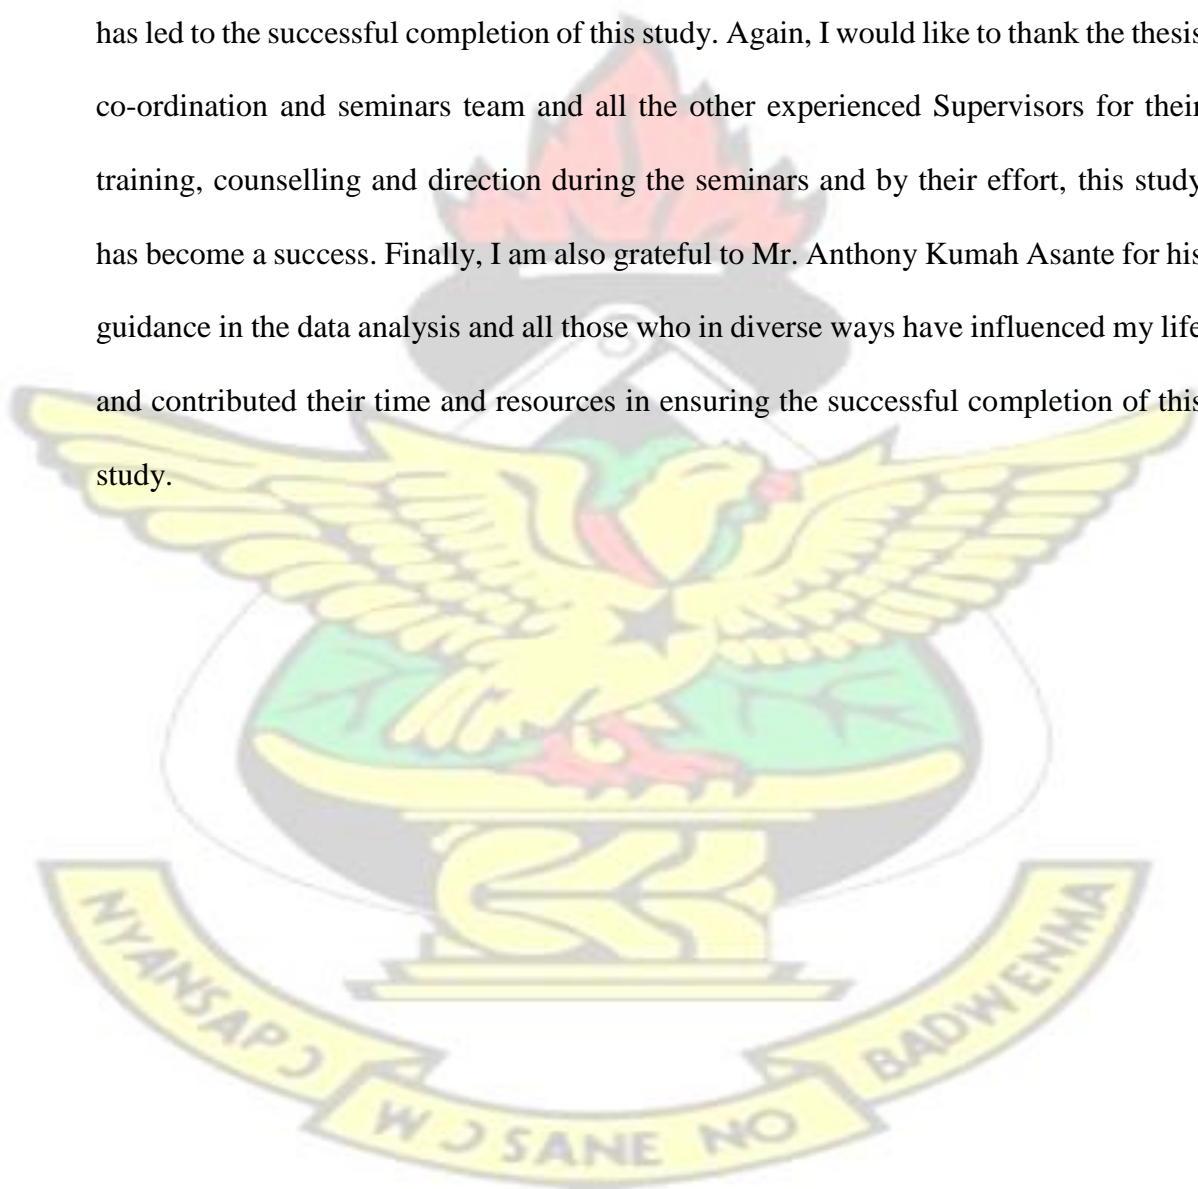 has led to the successful completion of this study. Again, I would like to thank the thesis
co-ordination and seminars team and all the other experienced Supervisors for their
training, counselling and direction during the seminars and by their effort, this study
has become a success. Finally, I am also grateful to Mr. Anthony Kumah Asante for his
guidance in the data analysis and all those who in diverse ways have influenced my life
and contributed their time and resources in ensuring the successful completion of this
study.
NYANSAPƆ
WƆSANE NO
BADWENMA